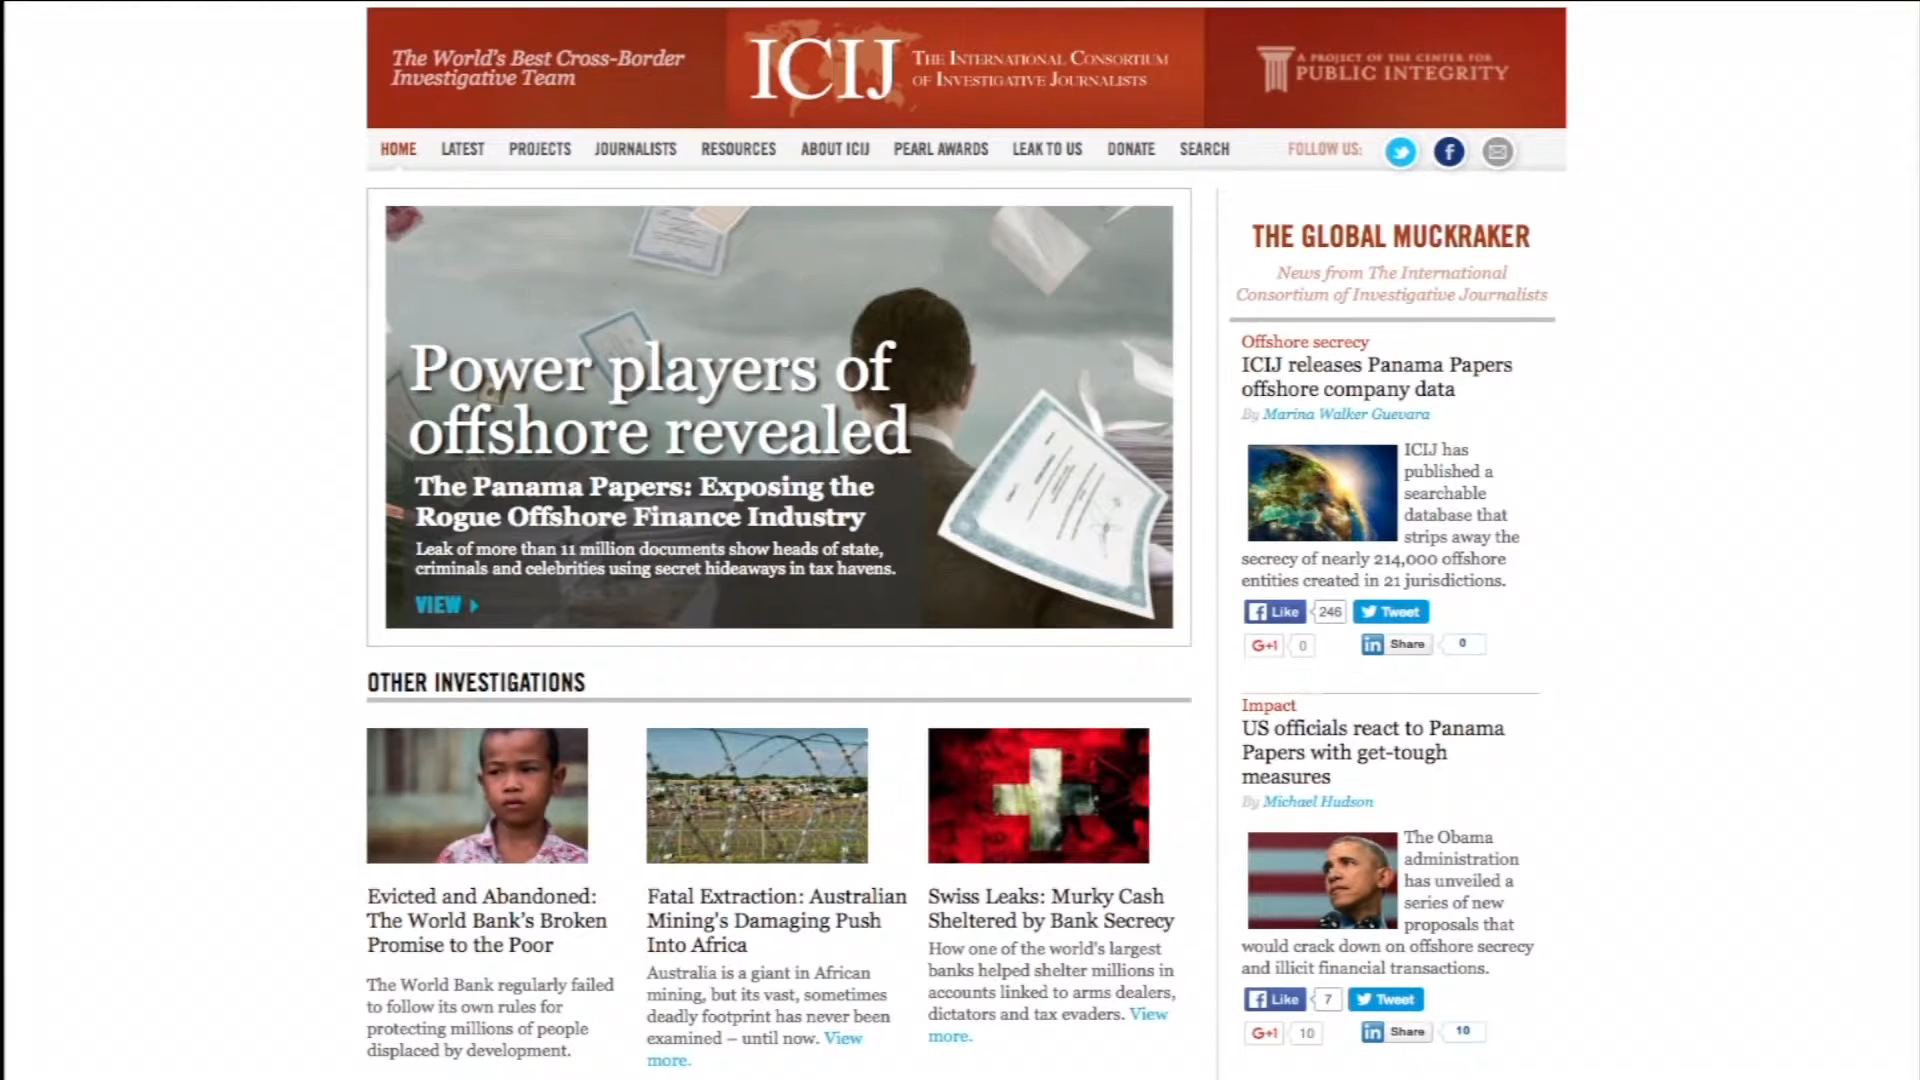 The World's Best Cross-Border
Investigative Team
ICIJ
THE INTERNATIONAL CONSORTIUM
OF INVESTIGATIVE JOURNALISTS
A PROJECT OF THE CENTER FOR
PUBLIC INTEGRITY
HOME LATEST PROJECTS JOURNALISTS RESOURCES ABOUT ICIJ PEARL AWARDS LEAK TO US DONATE SEARCH FOLLOW US:
Power players of
offshore revealed
The Panama Papers: Exposing the
Rogue Offshore Finance Industry
Leak of more than 11 million documents show heads of state,
criminals and celebrities using secret hideaways in tax havens.
VIEW
OTHER INVESTIGATIONS
Evicted and Abandoned:
The World Bank's Broken
Promise to the Poor
The World Bank regularly failed
to follow its own rules for
protecting millions of people
displaced by development.
Fatal Extraction: Australian
Mining's Damaging Push
Into Africa
Australia is a giant in African
mining, but its vast, sometimes
deadly footprint has never been
examined – until now. View
more.
Swiss Leaks: Murky Cash
Sheltered by Bank Secrecy
How one of the world's largest
banks helped shelter millions in
accounts linked to arms dealers,
dictators and tax evaders. View
more.
THE GLOBAL MUCKRAKER
News from The International
Consortium of Investigative Journalists
Offshore secrecy
ICIJ releases Panama Papers
offshore company data
By Marina Walker Guevara
ICIJ has
published a
searchable
database that
strips away the
secrecy of nearly 214,000 offshore
entities created in 21 jurisdictions.
Like 246 Tweet
G+1 0 in Share 0
Impact
US officials react to Panama
Papers with get-tough
measures
By Michael Hudson
The Obama
administration
has unveiled a
series of new
proposals that
would crack down on offshore secrecy
and illicit financial transactions.
Like 7 Tweet
G+1 10 in Share 10